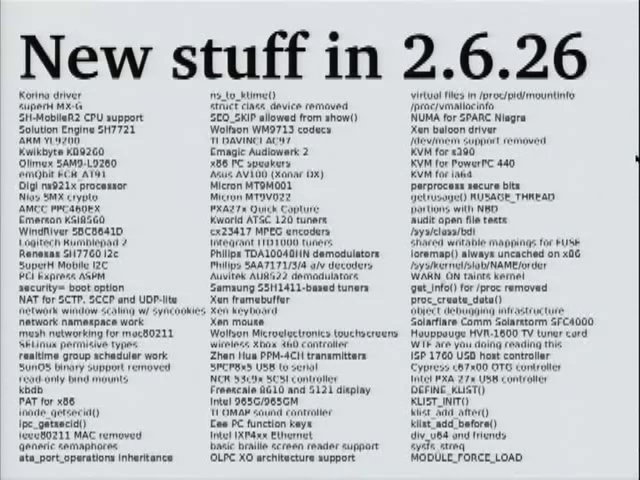 New stuff in 2.6.26
Korina driver
superH MX-G
SH-MobileR2 CPU support
Solution Engine SH7721
ARM YL9200
Kwikbyte KB9260
Olimex SAM9-L9260
emQbit ECB_AT91
Digi ns921x processor
Nias SMX crypto
AMCC PPC460EX
Emerson KSI8560
WindRiver SBC8641D
Logitech Rumblepad 2
Renesas SH7760 I2c
SuperH Mobile I2C
PCI Express ASPM
security= boot option
NAT for SCTP, SCCP and UDP-lite
network window scaling w/ syncookies
network namespace work
mesh networking for mac80211
SELinux permisive types
realtime group scheduler work
SunOS binary support removed
read-only bind mounts
kbdb
PAT for x86
inode_getsecid()
ipc_getsecid()
ieee80211 MAC removed
generic semaphores
ata_port_operations inheritance
ns_to_ktime()
struct class_device removed
SEQ_SKIP allowed from show()
Wolfson WM9713 codecs
TI DAVINCI AC97
Emagic Audiowerk 2
x86 PC speakers
Asus AV100 (Xonar DX)
Micron MT9M001
Micron MT9V022
PXA27x Quick Capture
Kworld ATSC 120 tuners
cx23417 MPEG encoders
Integrant ITD1000 tuners
Philips TDA10048HN demodulators
Philips SAA7171/3/4 a/v decoders
Auvitek AU8522 demodulators
Samsung S5H1411-based tuners
Xen framebuffer
Xen keyboard
Xen mouse
Wolfson Microelectronics touchscreens
wireless Xbox 360 controller
Zhen Hua PPM-4CH transmitters
SPCP8x5 USB to serial
NCR 53c9x SCSI controller
Freescale 8610 and 5121 display
Intel 965G/965GM
TI OMAP sound controller
Eee PC function keys
Intel IXP4xx Ethernet
basic braille screen reader support
OLPC XO architecture support
virtual files in /proc/pid/mountinfo
/proc/vmallocinfo
NUMA for SPARC Niagra
Xen baloon driver
/dev/mem support removed
KVM for s390
KVM for PowerPC 440
KVM for ia64
perprocess secure bits
getrusage() RUSAGE_THREAD
partions with NBD
audit open file tests
/sys/class/bdi
shared writable mappings for FUSE
ioremap() always uncached on x86
/sys/kernel/slab/NAME/order
WARN_ON taints kernel
get_info() for /proc removed
proc_create_data()
object debugging infrastructure
Solarflare Comm Solarstorm SFC4000
Hauppauge HVR-1600 TV tuner card
WTF are you doing reading this
ISP 1760 USB host controller
Cypress c67x00 OTG controller
Intel PXA 27x USB controller
DEFINE_KLIST()
KLIST_INIT()
klist_add_after()
klist_add_before()
div_u64 and friends
sysfs_streq
MODULE_FORCE_LOAD